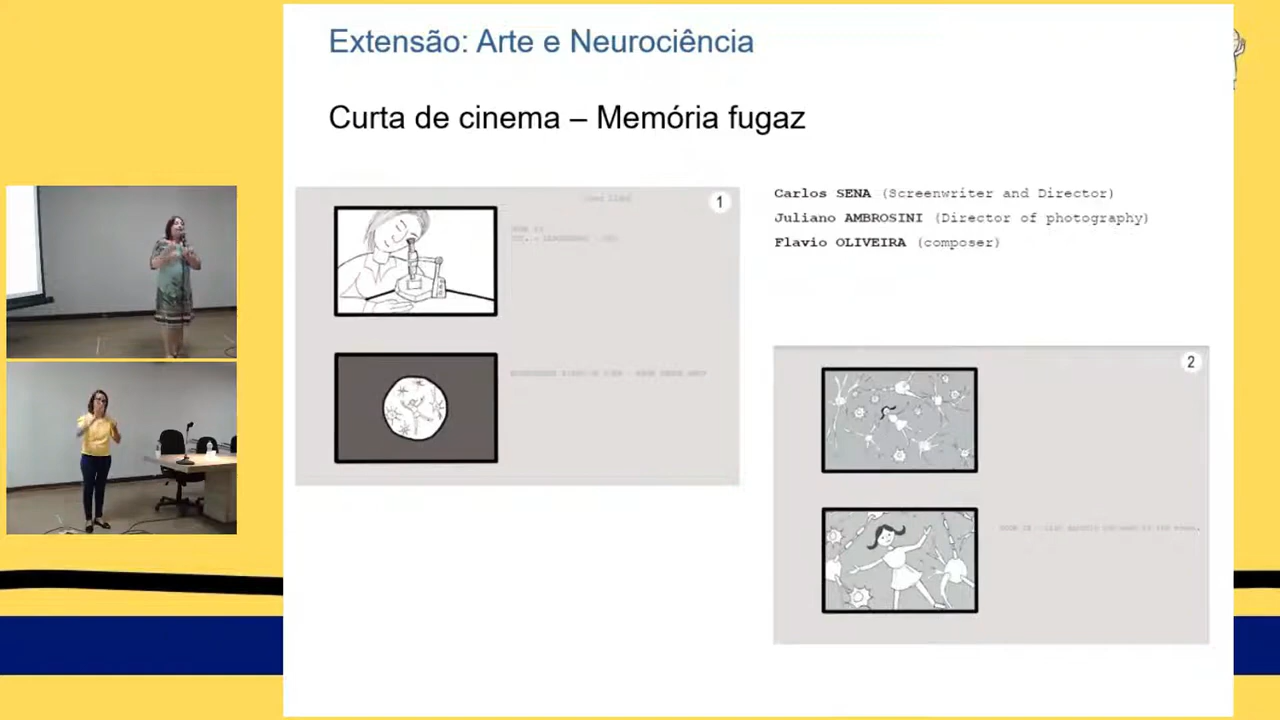 Extensão: Arte e Neurociência
Curta de cinema – Memória fugaz
1
Carlos SENA (Screenwriter and Director)
Juliano AMBROSINI (Director of photography)
Flavio OLIVEIRA (composer)
2